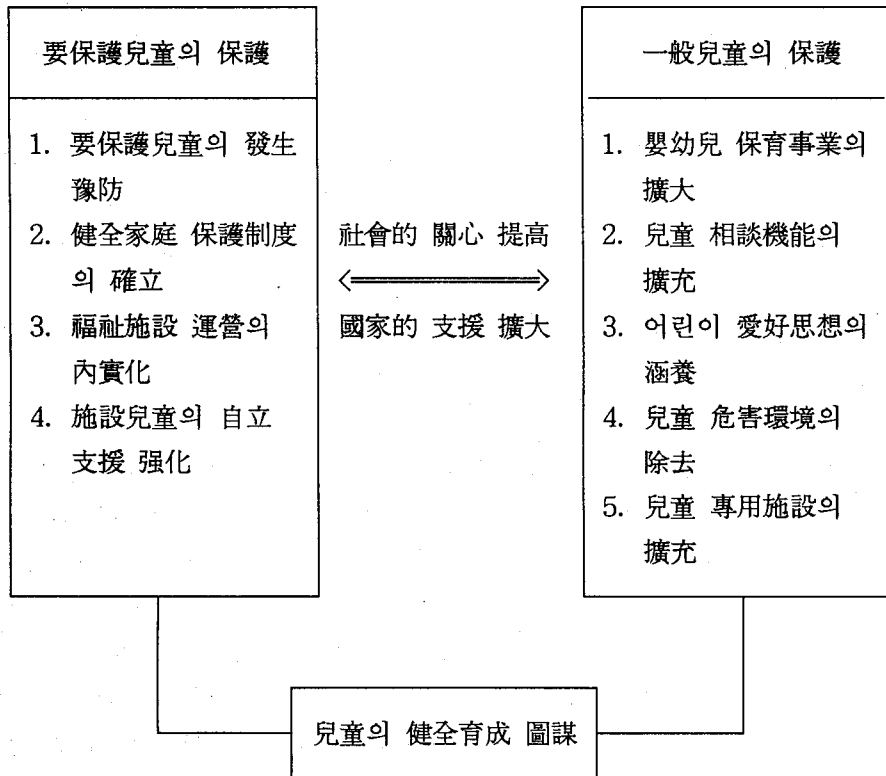 要保護兒童의 保護
1. 要保護兒童의 發生
豫防
2. 健全家庭 保護制度
의 確立
3. 福祉施設 運營의
內實化
4. 施設兒童의 自立
支援 强化
社會的 關心 提高
國家的 支援 擴大
一般兒童의 保護
1. 嬰幼兒 保育事業의
擴大
2. 兒童 相談機能의
擴充
3. 어린이 愛好思想의
涵養
4. 兒童 危害環境의
除去
5. 兒童 專用施設의
擴充
兒童의 健全育成 圖謀